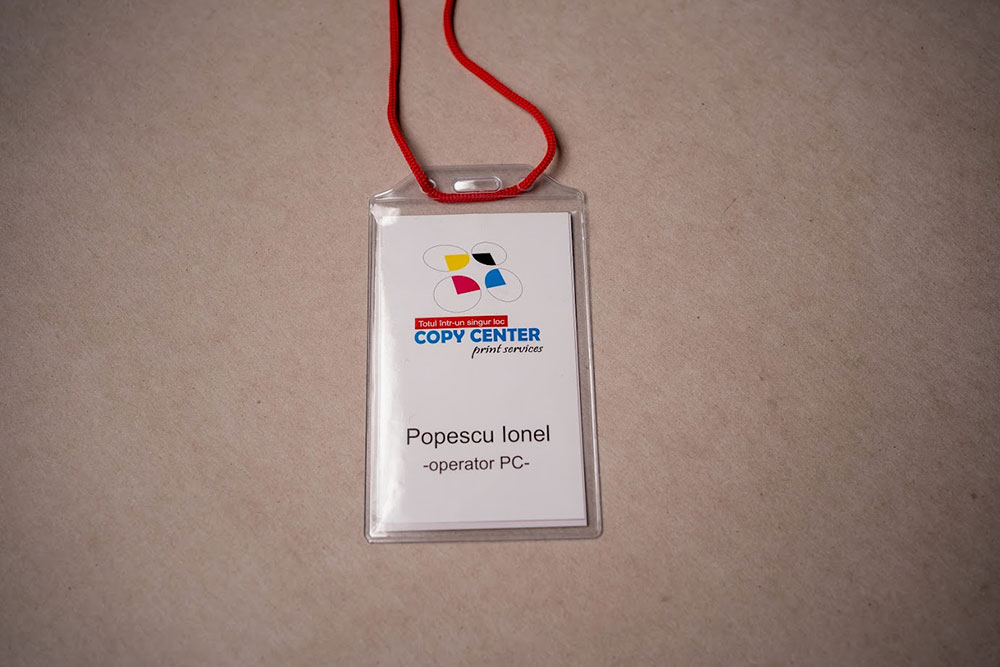 Totul într-un singur loc
COPY CENTER
print services
Popescu Ionel
-operator PC-